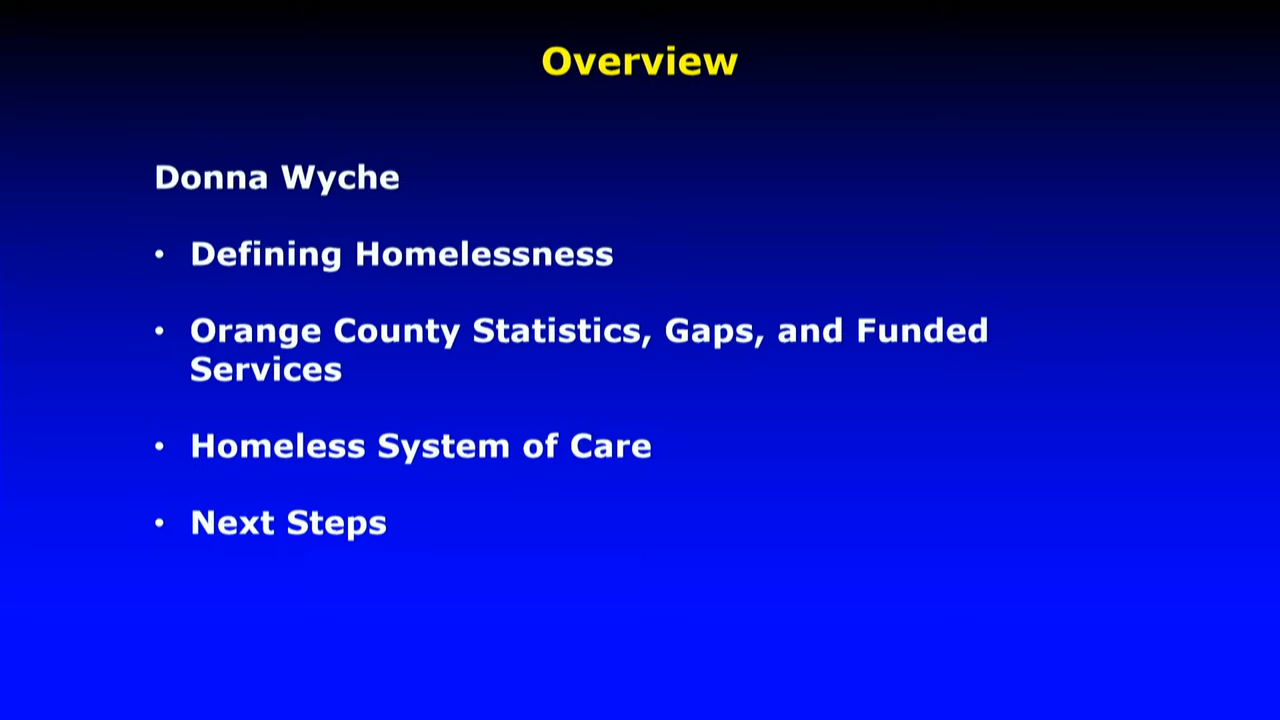 Overview
Donna Wyche
• Defining Homelessness
• Orange County Statistics, Gaps, and Funded
Services
• Homeless System of Care
• Next Steps